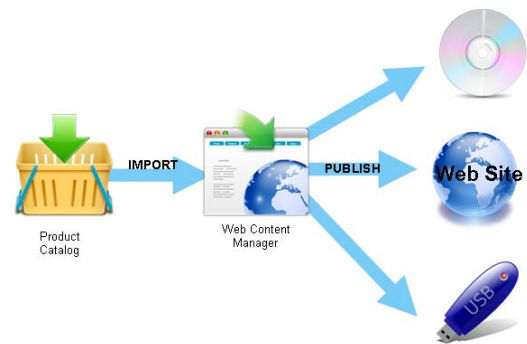 IMPORT
PUBLISH
Web Site
Product
Catalog
Web Content
Manager
USB